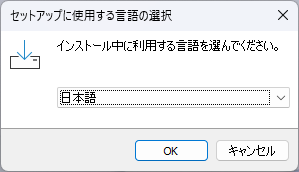 セットアップに使用する言語の選択
インストール中に利用する言語を選んでください。
日本語
OK
キャンセル